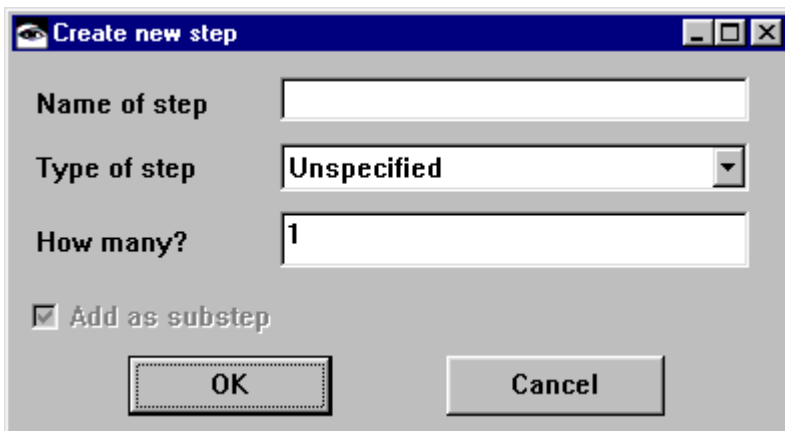 Create new step
Name of step
Type of step Unspecified
How many? 1
Add as substep
OK Cancel